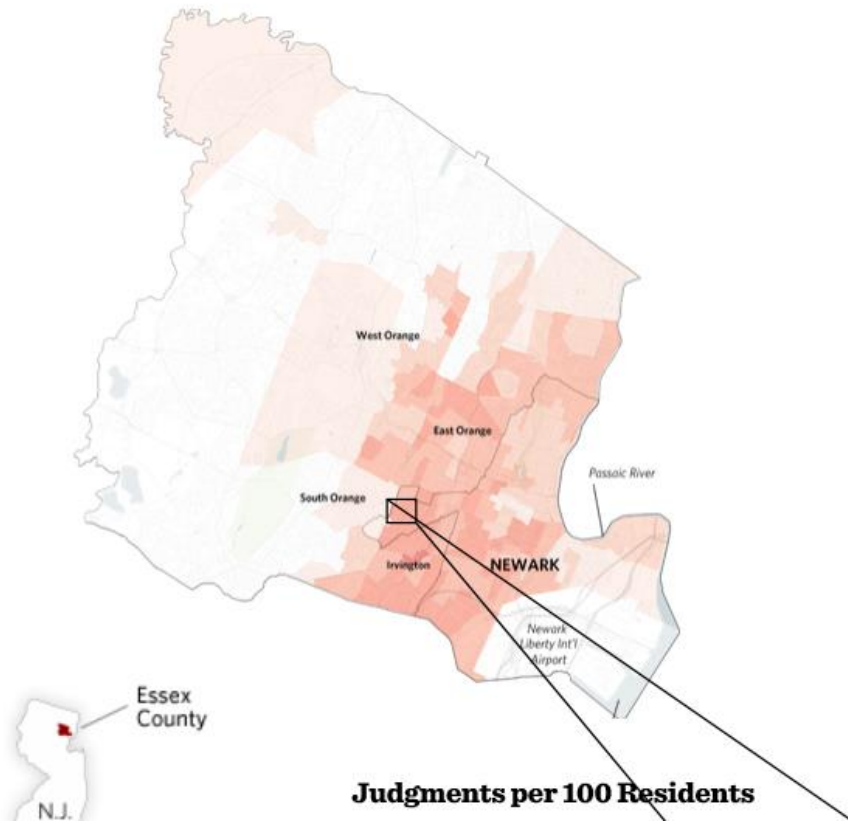 West Orange
East Orange
Passaic River
South Orange
Irvington
NEWARK
Newark
Liberty Int'l
Airport
Essex
County
N.J.
Judgments per 100 Residents